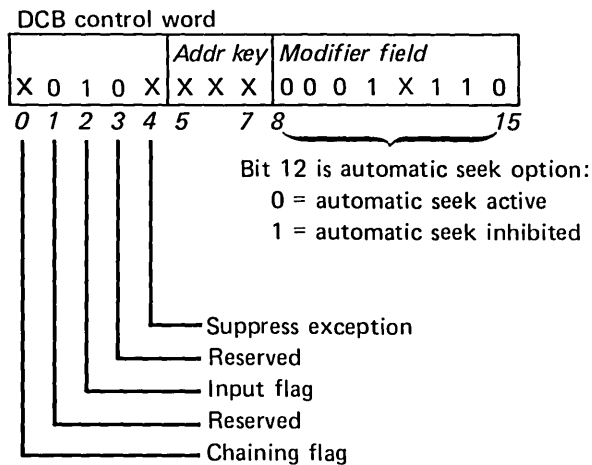 DCB control word
Addr key Modifier field
X 0 1 0 X X X X 0 0 0 1 X 1 1 0
0 1 2 3 4 5 7 8 15
Bit 12 is automatic seek option:
0 = automatic seek active
1 = automatic seek inhibited
Suppress exception
Reserved
Input flag
Reserved
Chaining flag